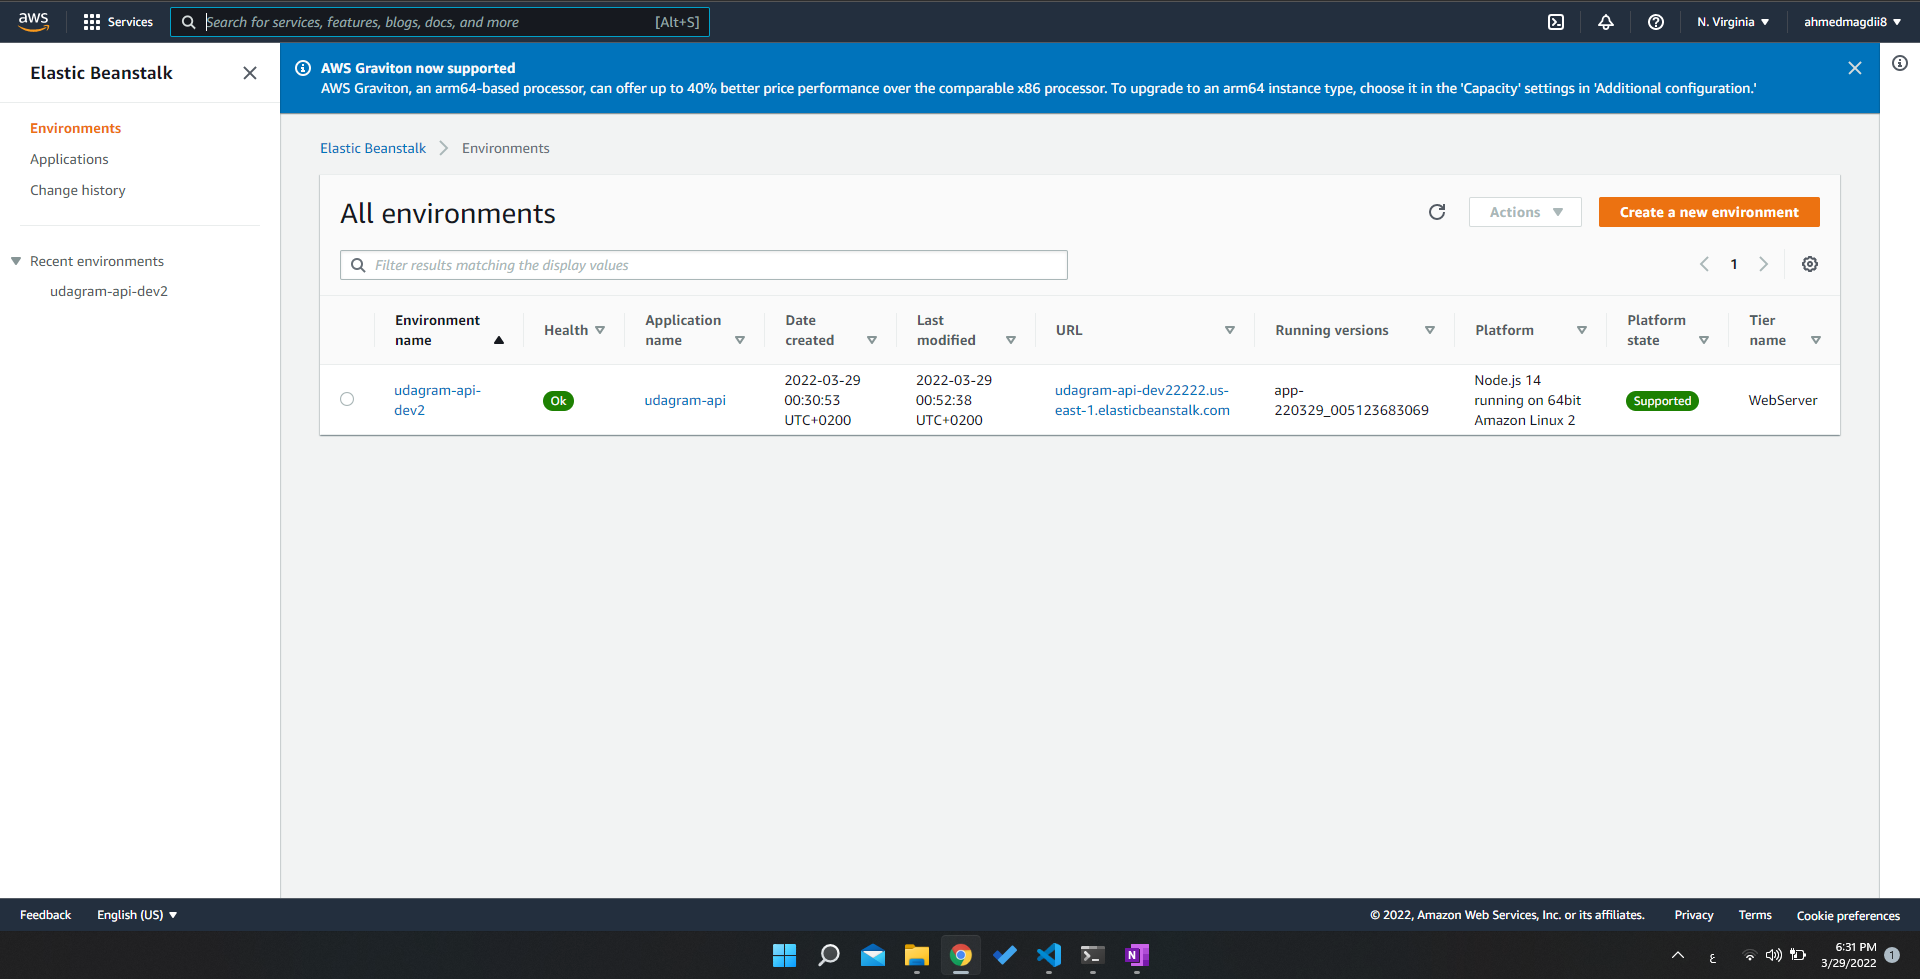 aws
Services
Search for services, features, blogs, docs, and more
[Alt+S]
N. Virginia
ahmedmagdii8
Elastic Beanstalk
Environments
Applications
Change history
Recent environments
udagram-api-dev2
AWS Graviton now supported
AWS Graviton, an arm64-based processor, can offer up to 40% better price performance over the comparable x86 processor. To upgrade to an arm64 instance type, choose it in the 'Capacity' settings in 'Additional configuration.'
Elastic Beanstalk
Environments
All environments
Actions
Create a new environment
Filter results matching the display values
1
Environment
name
Health
Application
name
Date
created
Last
modified
URL
Running versions
Platform
Platform
state
Tier
name
udagram-api-
dev2
Ok
udagram-api
2022-03-29
00:30:53
UTC+0200
2022-03-29
00:52:38
UTC+0200
udagram-api-dev22222.us-
east-1.elasticbeanstalk.com
app-
220329_005123683069
Node.js 14
running on 64bit
Amazon Linux 2
Supported
WebServer
Feedback
English (US)
© 2022, Amazon Web Services, Inc. or its affiliates.
Privacy
Terms
Cookie preferences
N
ع
6:31 PM
3/29/2022
1